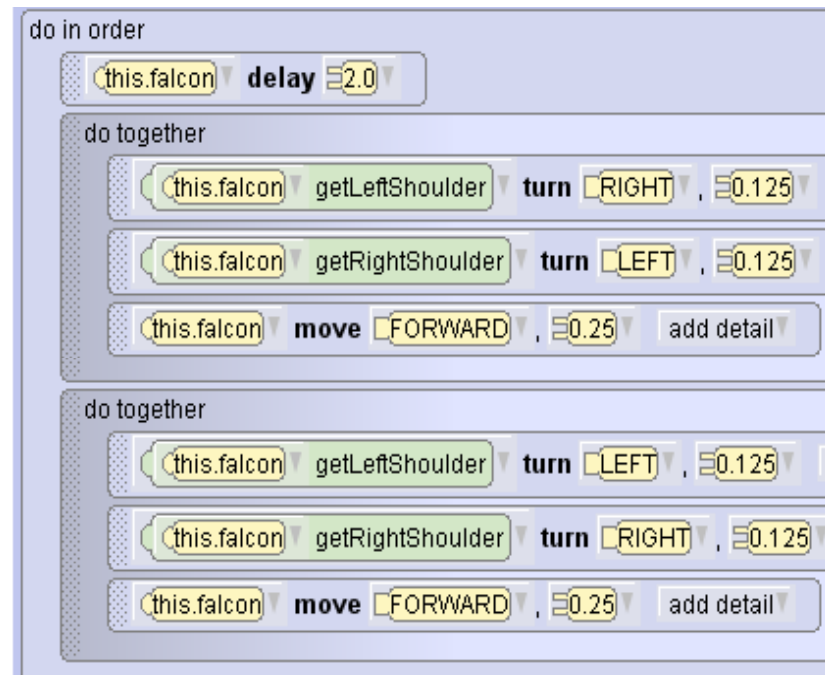 do in order
this.falcon delay 2.0
do together
this.falcon getLeftShoulder turn RIGHT , 0.125
this.falcon getRightShoulder turn LEFT , 0.125
this.falcon move FORWARD , 0.25 add detail
do together
this.falcon getLeftShoulder turn LEFT , 0.125
this.falcon getRightShoulder turn RIGHT , 0.125
this.falcon move FORWARD , 0.25 add detail